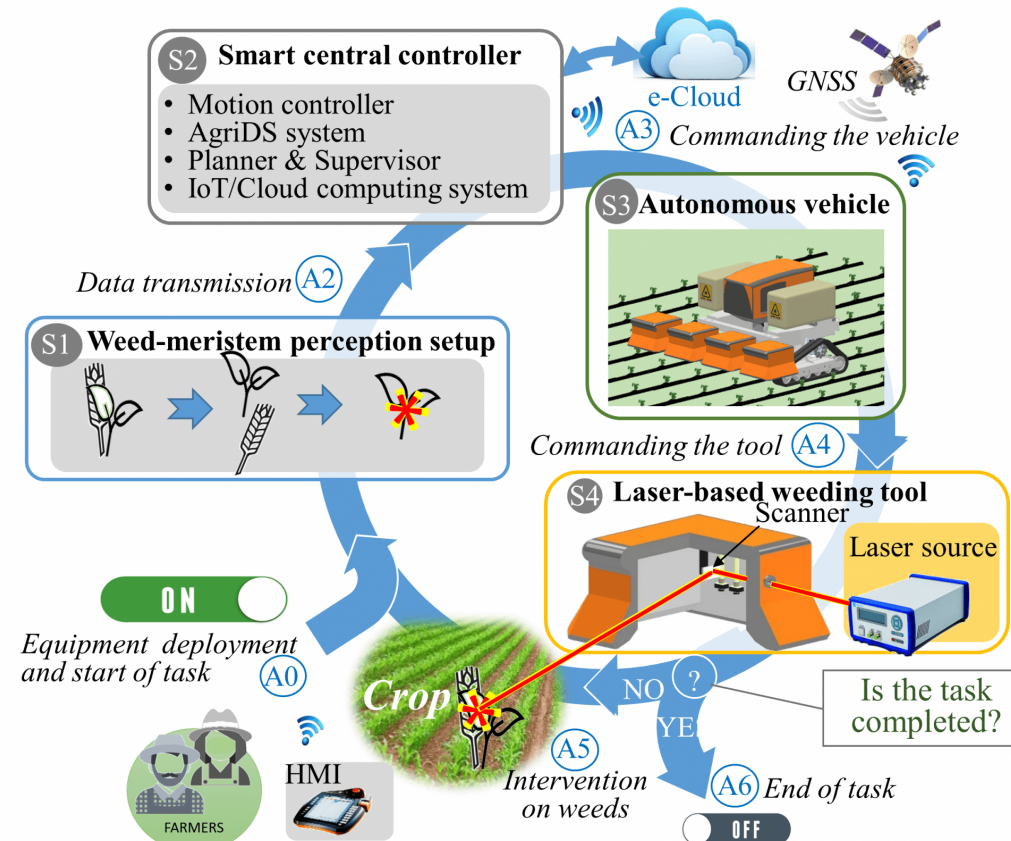 S2 Smart central controller
• Motion controller
• AgriDS system
• Planner & Supervisor
• IoT/Cloud computing system
e-Cloud
GNSS
A3 Commanding the vehicle
S3 Autonomous vehicle
Data transmission A2
S1 Weed-meristem perception setup
Commanding the tool A4
S4 Laser-based weeding tool
Scanner
Laser source
ON
Equipment deployment
and start of task A0
Crop
NO ?
YE
Is the task
completed?
A5
Intervention
on weeds
A6 End of task
OFF
HMI
FARMERS